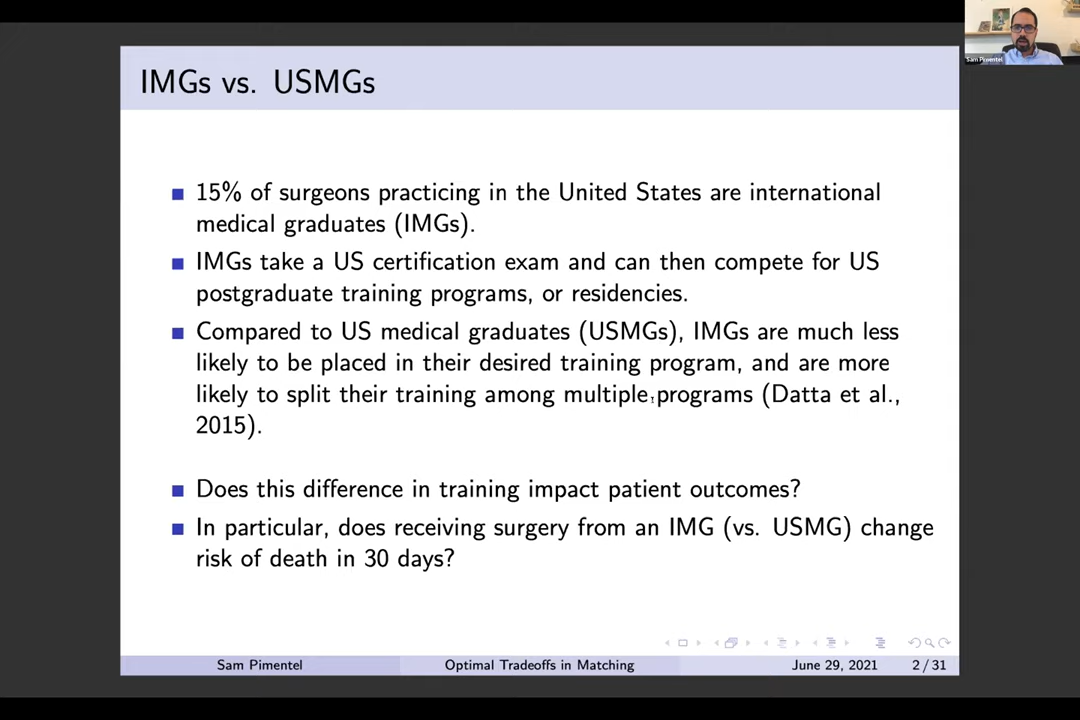 IMGs vs. USMGs
Sam Pimentel
15% of surgeons practicing in the United States are international
medical graduates (IMGs).
IMGs take a US certification exam and can then compete for US
postgraduate training programs, or residencies.
Compared to US medical graduates (USMGs), IMGs are much less
likely to be placed in their desired training program, and are more
likely to split their training among multiple programs (Datta et al.,
2015).
Does this difference in training impact patient outcomes?
In particular, does receiving surgery from an IMG (vs. USMG) change
risk of death in 30 days?
Sam Pimentel Optimal Tradeoffs in Matching June 29, 2021 2 / 31